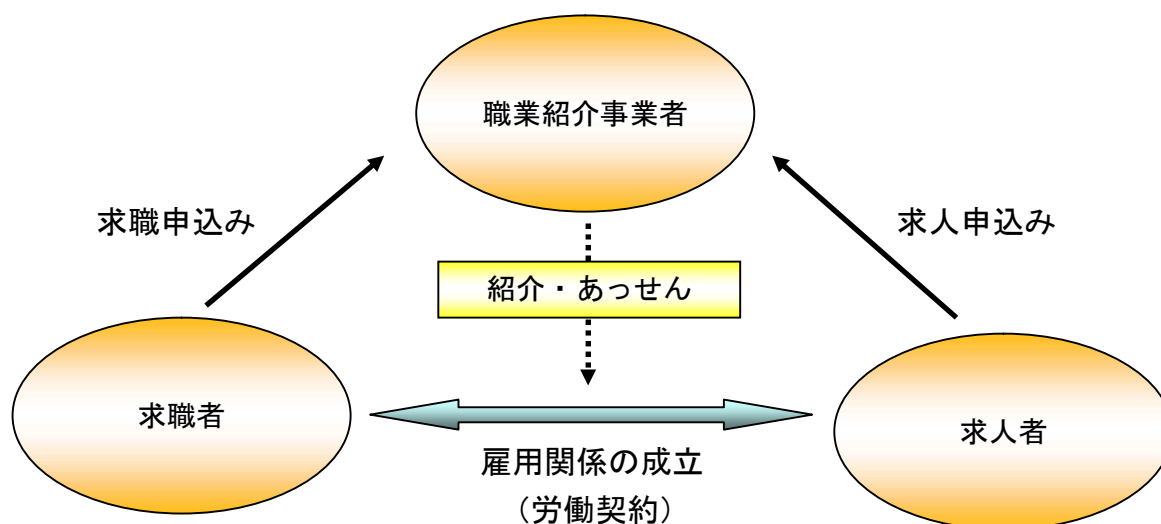 職業紹介事業者
求職申込み
求人申込み
紹介・あっせん
求職者
求人者
雇用関係の成立
（労働契約）